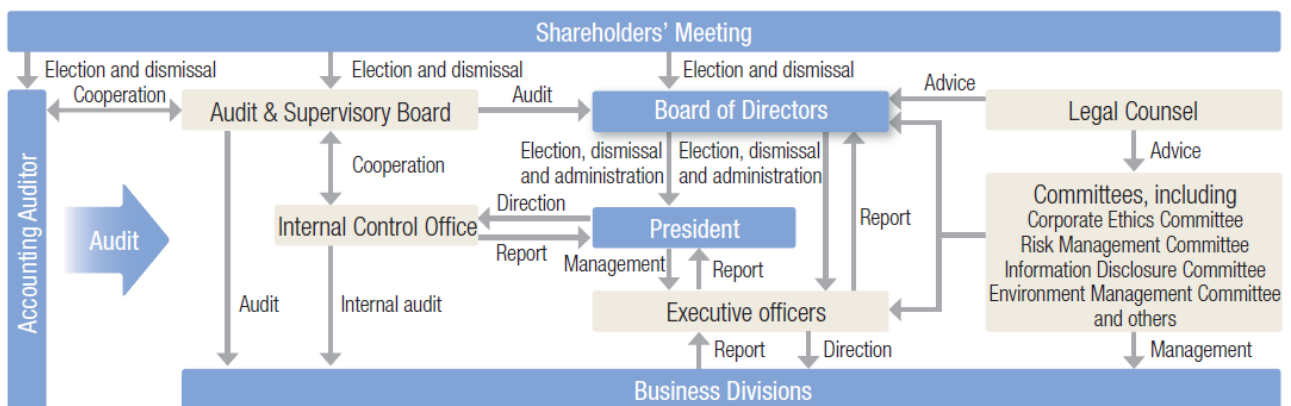 Shareholders’ Meeting
Election and dismissal
Election and dismissal
Election and dismissal
Cooperation
Accounting Auditor
Audit
Audit & Supervisory Board
Audit
Board of Directors
Advice
Legal Counsel
Cooperation
Election, dismissal
and administration
Election, dismissal
and administration
Advice
Internal Control Office
Direction
Report
President
Report
Committees, including
Corporate Ethics Committee
Risk Management Committee
Information Disclosure Committee
Environment Management Committee
and others
Management
Report
Audit
Internal audit
Executive officers
Report
Direction
Management
Business Divisions